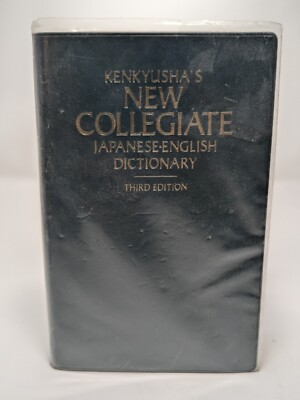 KENKYUSHA'S
NEW
COLLEGIATE
JAPANESE-ENGLISH
DICTIONARY
THIRD EDITION